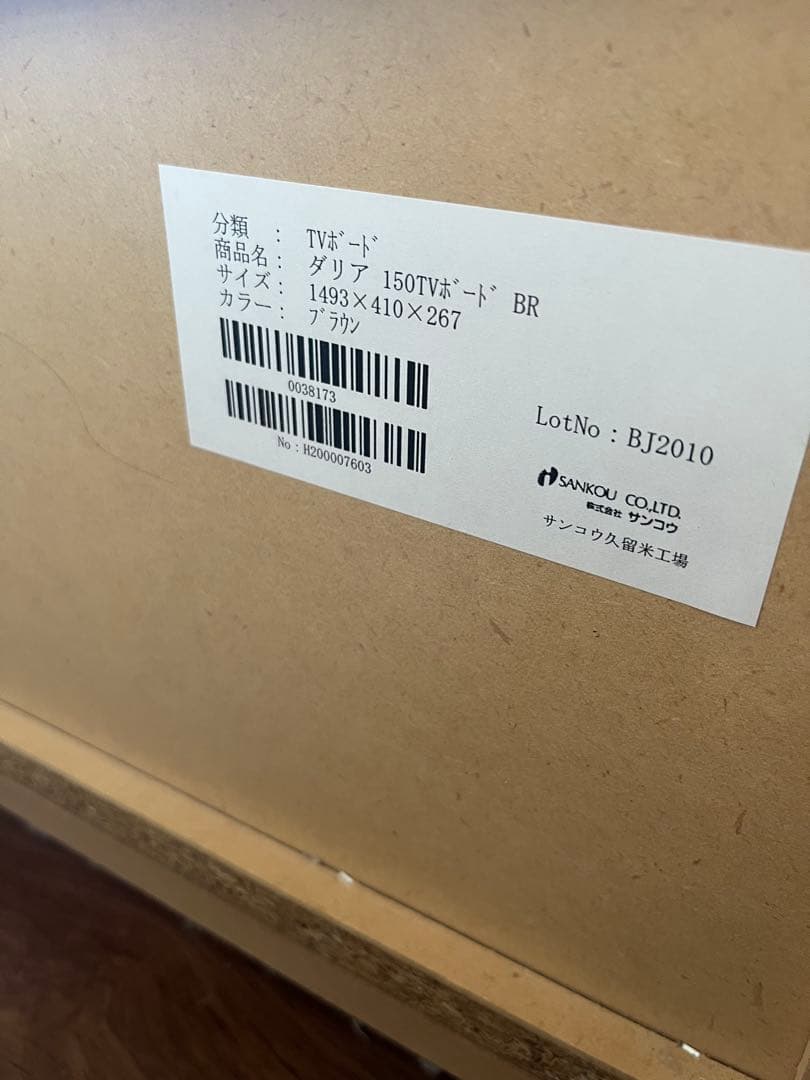 分類 : TVﾎﾞｰﾄﾞ
商品名 : ダリア 150TVﾎﾞｰﾄﾞ BR
サイズ : 1493×410×267
カラー : ﾌﾞﾗｳﾝ
0038173
No : H200007603
LotNo : BJ2010
SANKOU CO.,LTD.
株式会社 サンコウ
サンコウ久留米工場